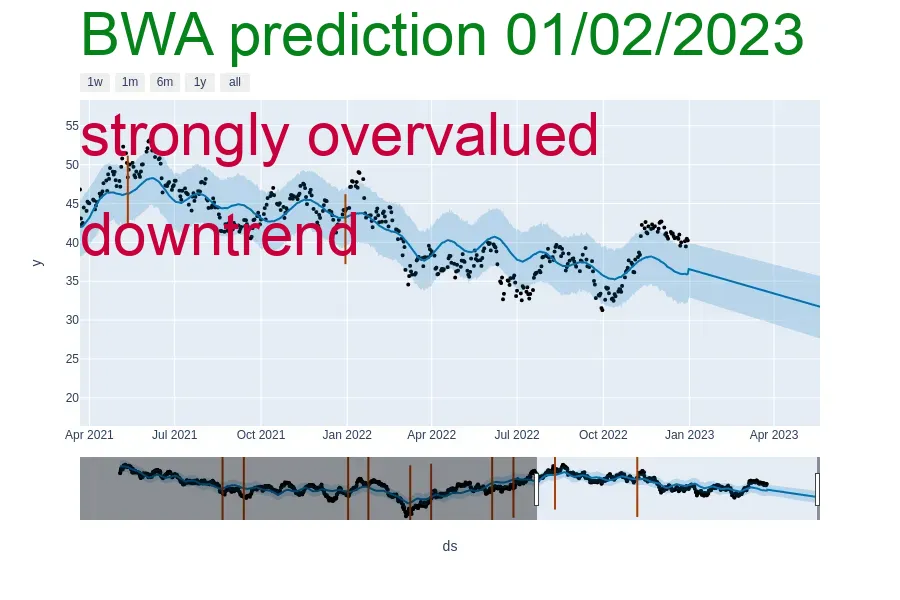 BWA prediction 01/02/2023
1w 1m 6m 1y all
strongly overvalued
downtrend
55
50
45
40
35
30
25
20
y
Apr 2021 Jul 2021 Oct 2021 Jan 2022 Apr 2022 Jul 2022 Oct 2022 Jan 2023 Apr 2023
ds